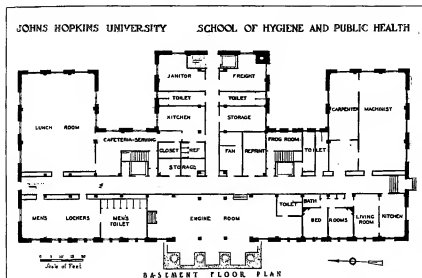 JOHNS HOPKINS UNIVERSITY SCHOOL OF HYGIENE AND PUBLIC HEALTH
JANITOR FREIGHT
TOILET TOILET
KITCHEN STORAGE
LUNCH ROOM
CARPENTER MACHINIST
CAFETERIA-SERVING
CLOSET REF.
STORAGE
FAN REPRINT
FROG ROOM
TOILET
MENS LOCKERS
MEN'S TOILET
ENGINE ROOM
TOILET BATH
BED ROOMS
LIVING ROOM
KITCHEN
Scale of Feet
BASEMENT FLOOR PLAN